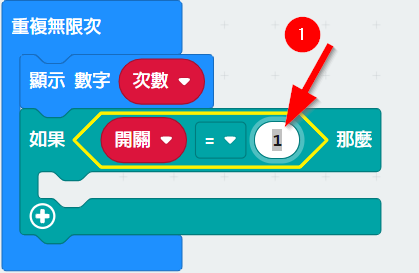 重複無限次
1
顯示 數字 次數
如果 開關 = 1 那麼